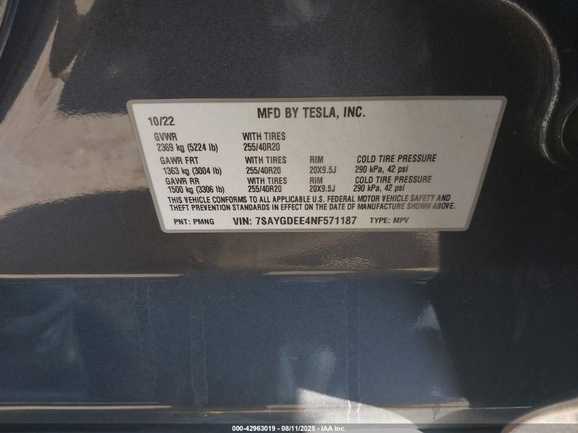 MFD BY TESLA, INC.
10/22
GVWR WITH TIRES
2369 kg (5224 lb) 255/40R20
GAWR FRT WITH TIRES RIM COLD TIRE PRESSURE
1363 kg (3004 lb) 255/40R20 20X9.5J 290 kPa, 42 psi
GAWR RR WITH TIRES RIM COLD TIRE PRESSURE
1500 kg (3306 lb) 255/40R20 20X9.5J 290 kPa, 42 psi
THIS VEHICLE CONFORMS TO ALL APPLICABLE U.S. FEDERAL MOTOR VEHICLE SAFETY AND
THEFT PREVENTION STANDARDS IN EFFECT ON THE DATE OF MANUFACTURE SHOWN ABOVE.
PNT: PMNG VIN: 7SAYGDEE4NF571187 TYPE: MPV
000-42963019 - 08/11/2025 - IAA Inc.